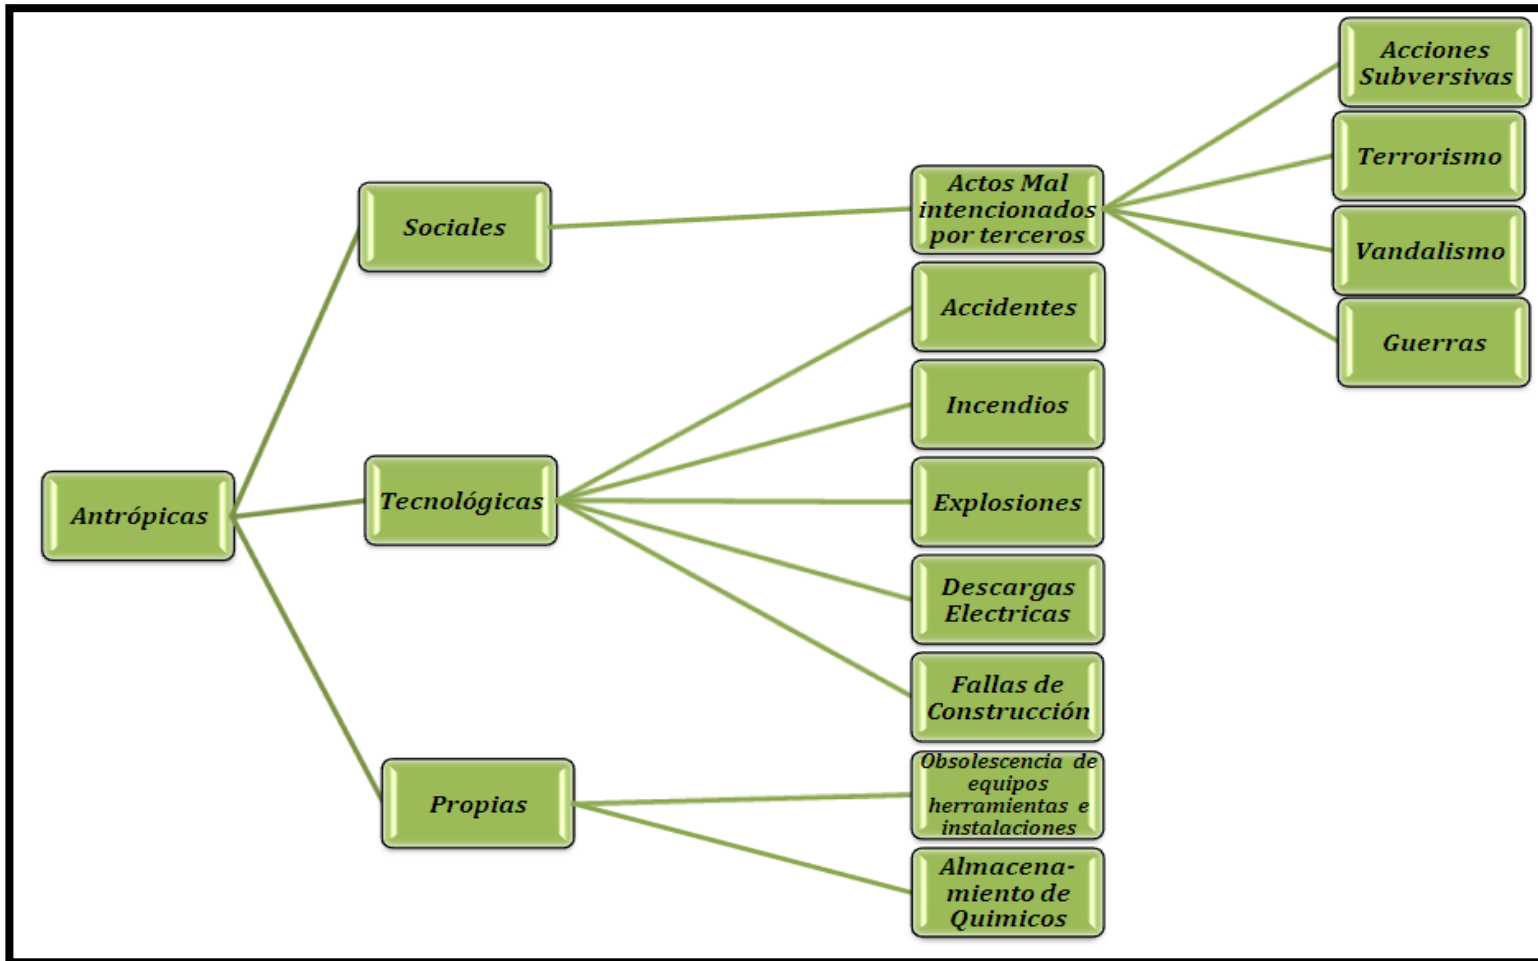 Antrópicas
Sociales
Tecnológicas
Propias
Actos Mal
intencionados
por terceros
Accidentes
Incendios
Explosiones
Descargas
Electricas
Fallas de
Construcción
Obsolescencia de
equipos
herramientas e
instalaciones
Almacena-
miento de
Quimicos
Acciones
Subversivas
Terrorismo
Vandalismo
Guerras